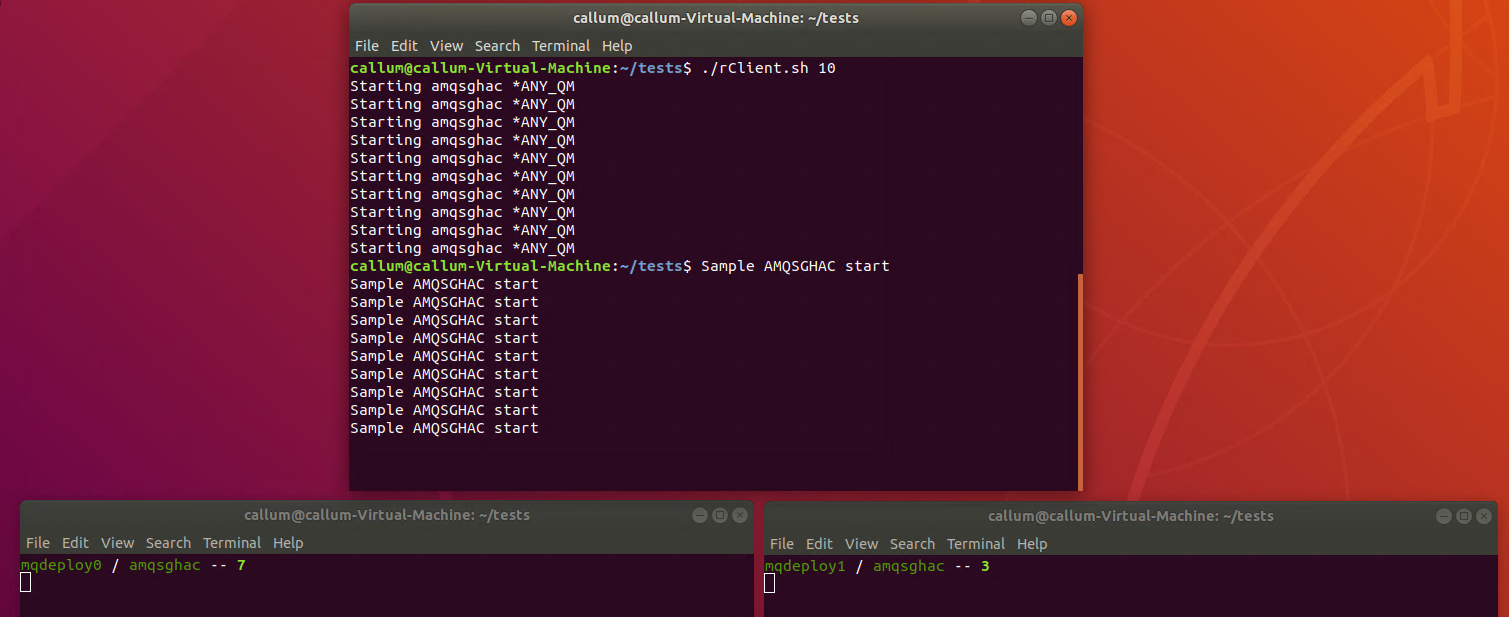 callum@callum-Virtual-Machine: ~/tests
File Edit View Search Terminal Help
callum@callum-Virtual-Machine:~/tests$ ./rClient.sh 10
Starting amqsghac *ANY_QM
Starting amqsghac *ANY_QM
Starting amqsghac *ANY_QM
Starting amqsghac *ANY_QM
Starting amqsghac *ANY_QM
Starting amqsghac *ANY_QM
Starting amqsghac *ANY_QM
Starting amqsghac *ANY_QM
Starting amqsghac *ANY_QM
Starting amqsghac *ANY_QM
callum@callum-Virtual-Machine:~/tests$ Sample AMQSGHAC start
Sample AMQSGHAC start
Sample AMQSGHAC start
Sample AMQSGHAC start
Sample AMQSGHAC start
Sample AMQSGHAC start
Sample AMQSGHAC start
Sample AMQSGHAC start
Sample AMQSGHAC start
Sample AMQSGHAC start
callum@callum-Virtual-Machine: ~/tests
File Edit View Search Terminal Help
mqdeploy0 / amqsghac -- 7
callum@callum-Virtual-Machine: ~/tests
File Edit View Search Terminal Help
mqdeploy1 / amqsghac -- 3